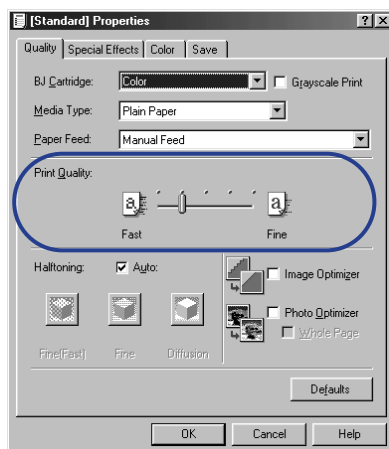 [Standard] Properties
Quality Special Effects Color Save
BJ Cartridge: Color Grayscale Print
Media Type: Plain Paper
Paper Feed: Manual Feed
Print Quality:
a a
Fast Fine
Halftoning: Auto: Image Optimizer
Photo Optimizer
Whole Page
Fine(Fast) Fine Diffusion
Defaults
OK Cancel Help